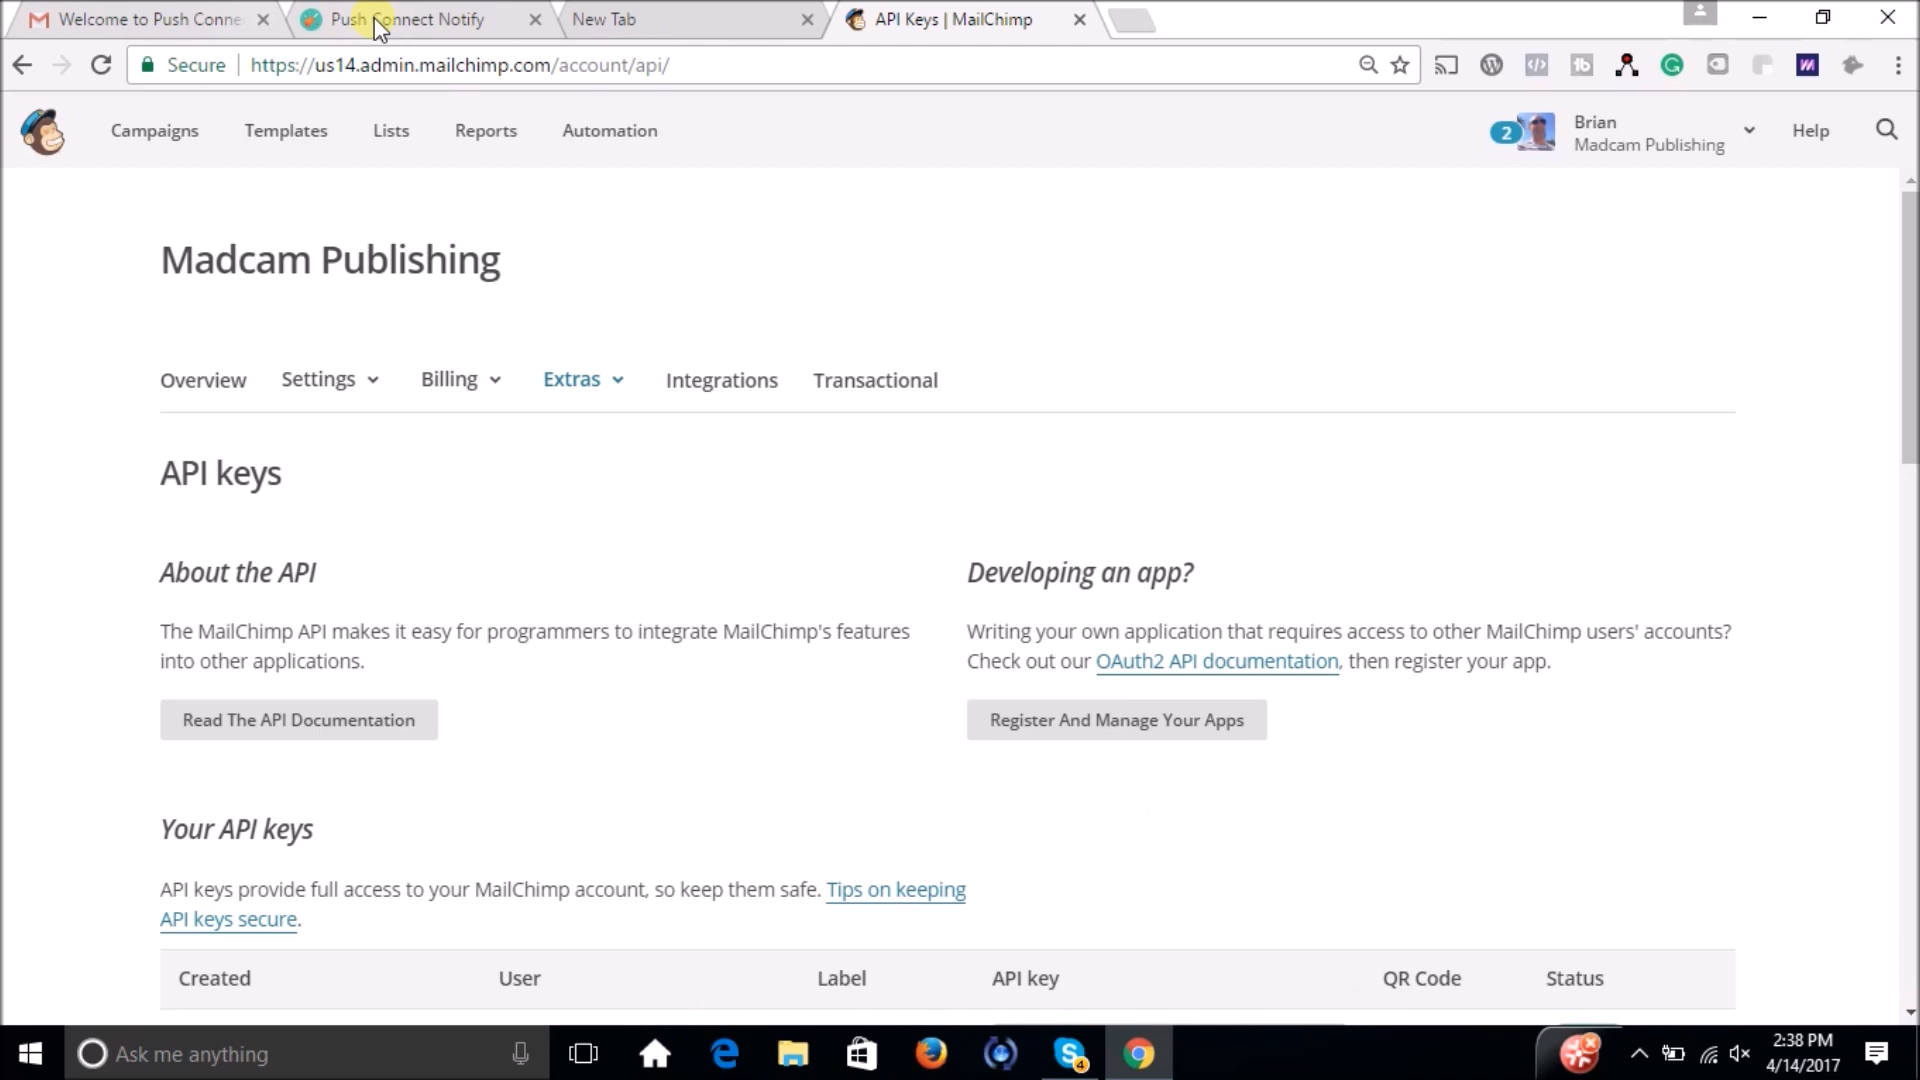 Welcome to Push Conne
Push Connect Notify
New Tab
API Keys | MailChimp
Secure
https://us14.admin.mailchimp.com/account/api/
Campaigns
Templates
Lists
Reports
Automation
2
Brian
Madcam Publishing
Help
Madcam Publishing
Overview
Settings
Billing
Extras
Integrations
Transactional
API keys
About the API
The MailChimp API makes it easy for programmers to integrate MailChimp's features
into other applications.
Read The API Documentation
Developing an app?
Writing your own application that requires access to other MailChimp users' accounts?
Check out our OAuth2 API documentation, then register your app.
Register And Manage Your Apps
Your API keys
API keys provide full access to your MailChimp account, so keep them safe. Tips on keeping
API keys secure.
Created
User
Label
API key
QR Code
Status
Ask me anything
4
2:38 PM
4/14/2017